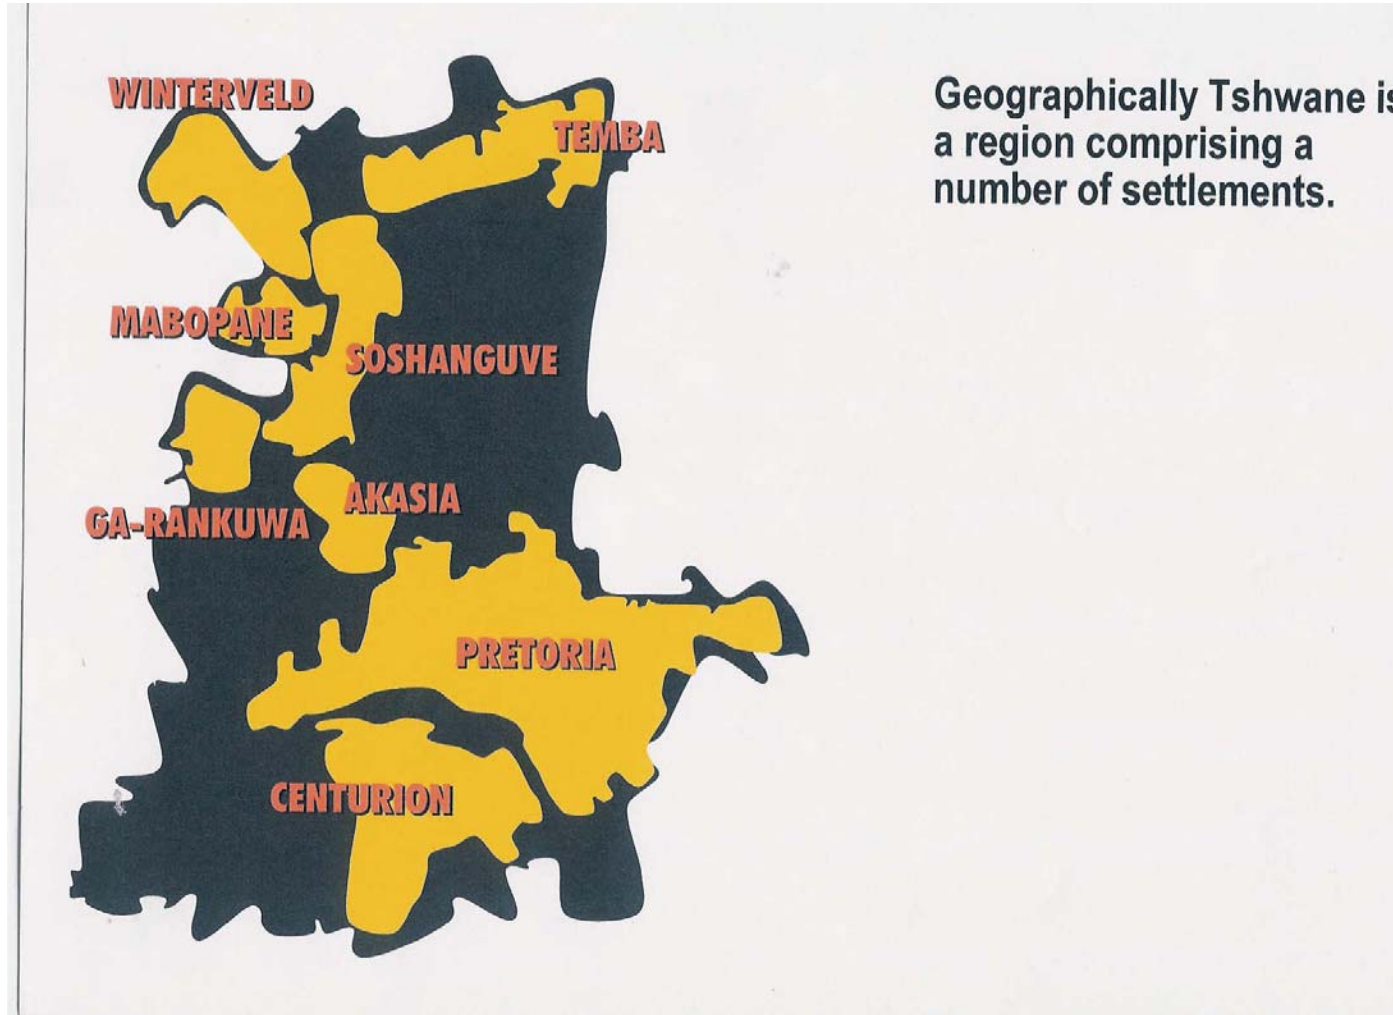 WINTERVELD
TEMBA
Geographically Tshwane is
a region comprising a
number of settlements.
MABOPANE
SOSHANGUVE
AKASIA
GA-RANKUWA
PRETORIA
CENTURION